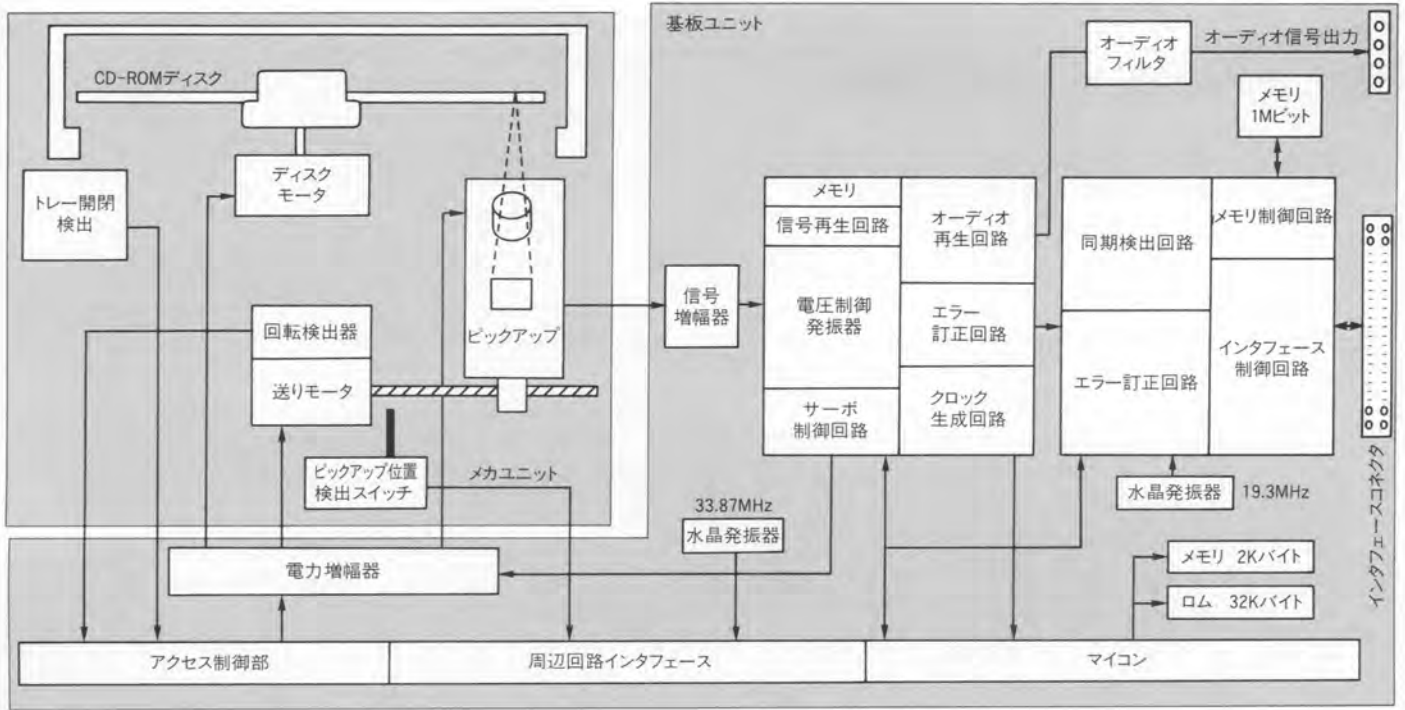 基板ユニット
CD-ROMディスク
オーディオ
フィルタ
オーディオ信号出力
メモリ
1Mビット
トレー開閉
検出
ディスク
モータ
ピックアップ
回転検出器
送りモータ
ピックアップ位置
検出スイッチ
メカユニット
信号
増幅器
メモリ
信号再生回路
電圧制御
発振器
サーボ
制御回路
オーディオ
再生回路
エラー
訂正回路
クロック
生成回路
同期検出回路
エラー訂正回路
メモリ制御回路
インタフェース
制御回路
インタフェースコネクタ
水晶発振器
19.3MHz
33.87MHz
水晶発振器
電力増幅器
メモリ 2Kバイト
ロム 32Kバイト
アクセス制御部
周辺回路インタフェース
マイコン